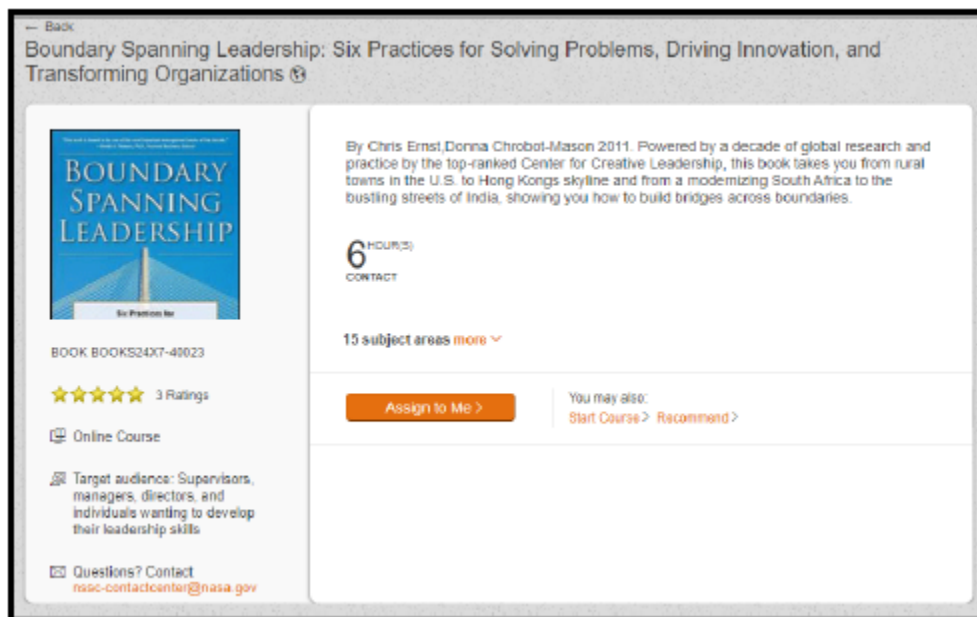 ← Back
Boundary Spanning Leadership: Six Practices for Solving Problems, Driving Innovation, and
Transforming Organizations
BOUNDARY
SPANNING
LEADERSHIP
Six Practices for
BOOK BOOKS24X7-40023
3 Ratings
Online Course
Target audience: Supervisors,
managers, directors, and
individuals wanting to develop
their leadership skills
Questions? Contact
nssc-contactcenter@nasa.gov
By Chris Ernst,Donna Chrobot-Mason 2011. Powered by a decade of global research and
practice by the top-ranked Center for Creative Leadership, this book takes you from rural
towns in the U.S. to Hong Kongs skyline and from a modernizing South Africa to the
bustling streets of India, showing you how to build bridges across boundaries.
6 HOUR(S)
CONTACT
15 subject areas more
Assign to Me >
You may also:
Start Course > Recommend >